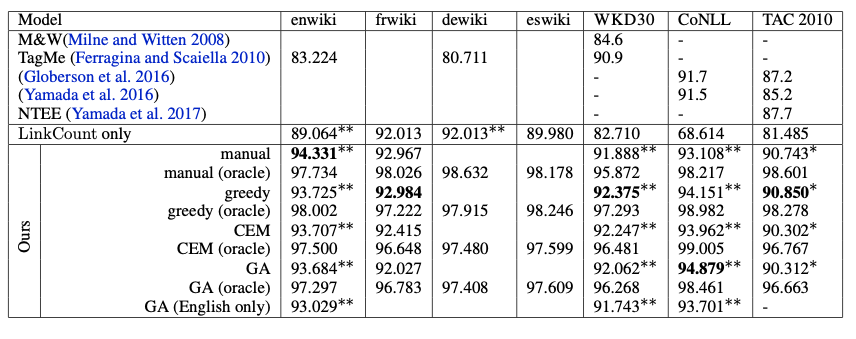 Model enwiki frwiki dewiki eswiki WKD30 CoNLL TAC 2010
M&W(Milne and Witten 2008) 84.6 - -
TagMe (Ferragina and Scaiella 2010) 83.224 80.711 90.9 - -
(Globerson et al. 2016) - 91.7 87.2
(Yamada et al. 2016) - 91.5 85.2
NTEE (Yamada et al. 2017) - - 87.7
LinkCount only 89.064** 92.013 92.013** 89.980 82.710 68.614 81.485
Ours
manual 94.331** 92.967 91.888** 93.108** 90.743*
manual (oracle) 97.734 98.026 98.632 98.178 95.872 98.217 98.601
greedy 93.725** 92.984 92.375** 94.151** 90.850*
greedy (oracle) 98.002 97.222 97.915 98.246 97.293 98.982 98.278
CEM 93.707** 92.415 92.247** 93.962** 90.302*
CEM (oracle) 97.500 96.648 97.480 97.599 96.481 99.005 96.767
GA 93.684** 92.027 92.062** 94.879** 90.312*
GA (oracle) 97.297 96.783 97.408 97.609 96.268 98.461 96.663
GA (English only) 93.029** 91.743** 93.701** -